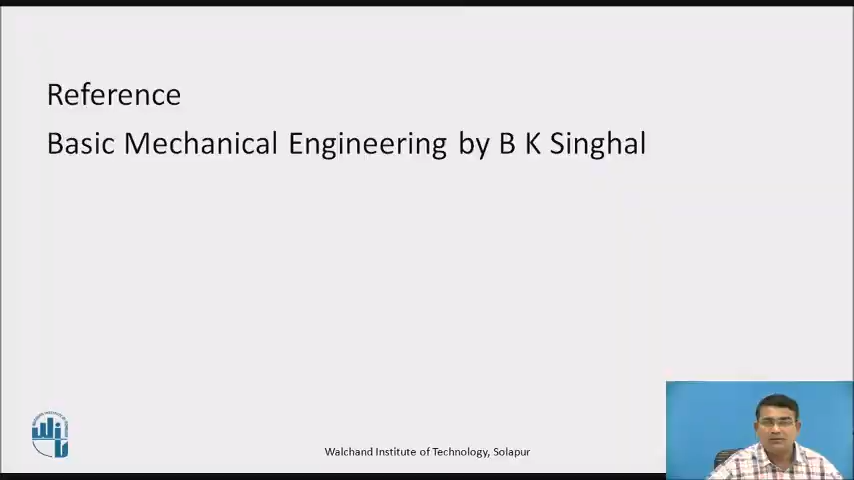 Reference
Basic Mechanical Engineering by B K Singhal
Walchand Institute of Technology, Solapur